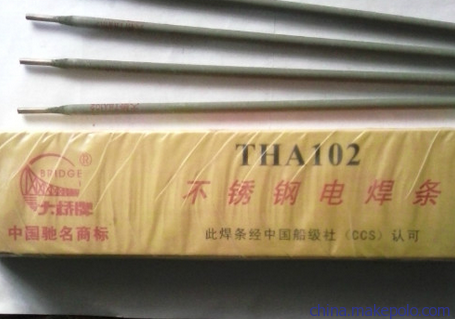 THA102
BRIDGE ®
大桥牌
中国驰名商标
不锈钢电焊条
此焊条经中国船级社（CCS）认可